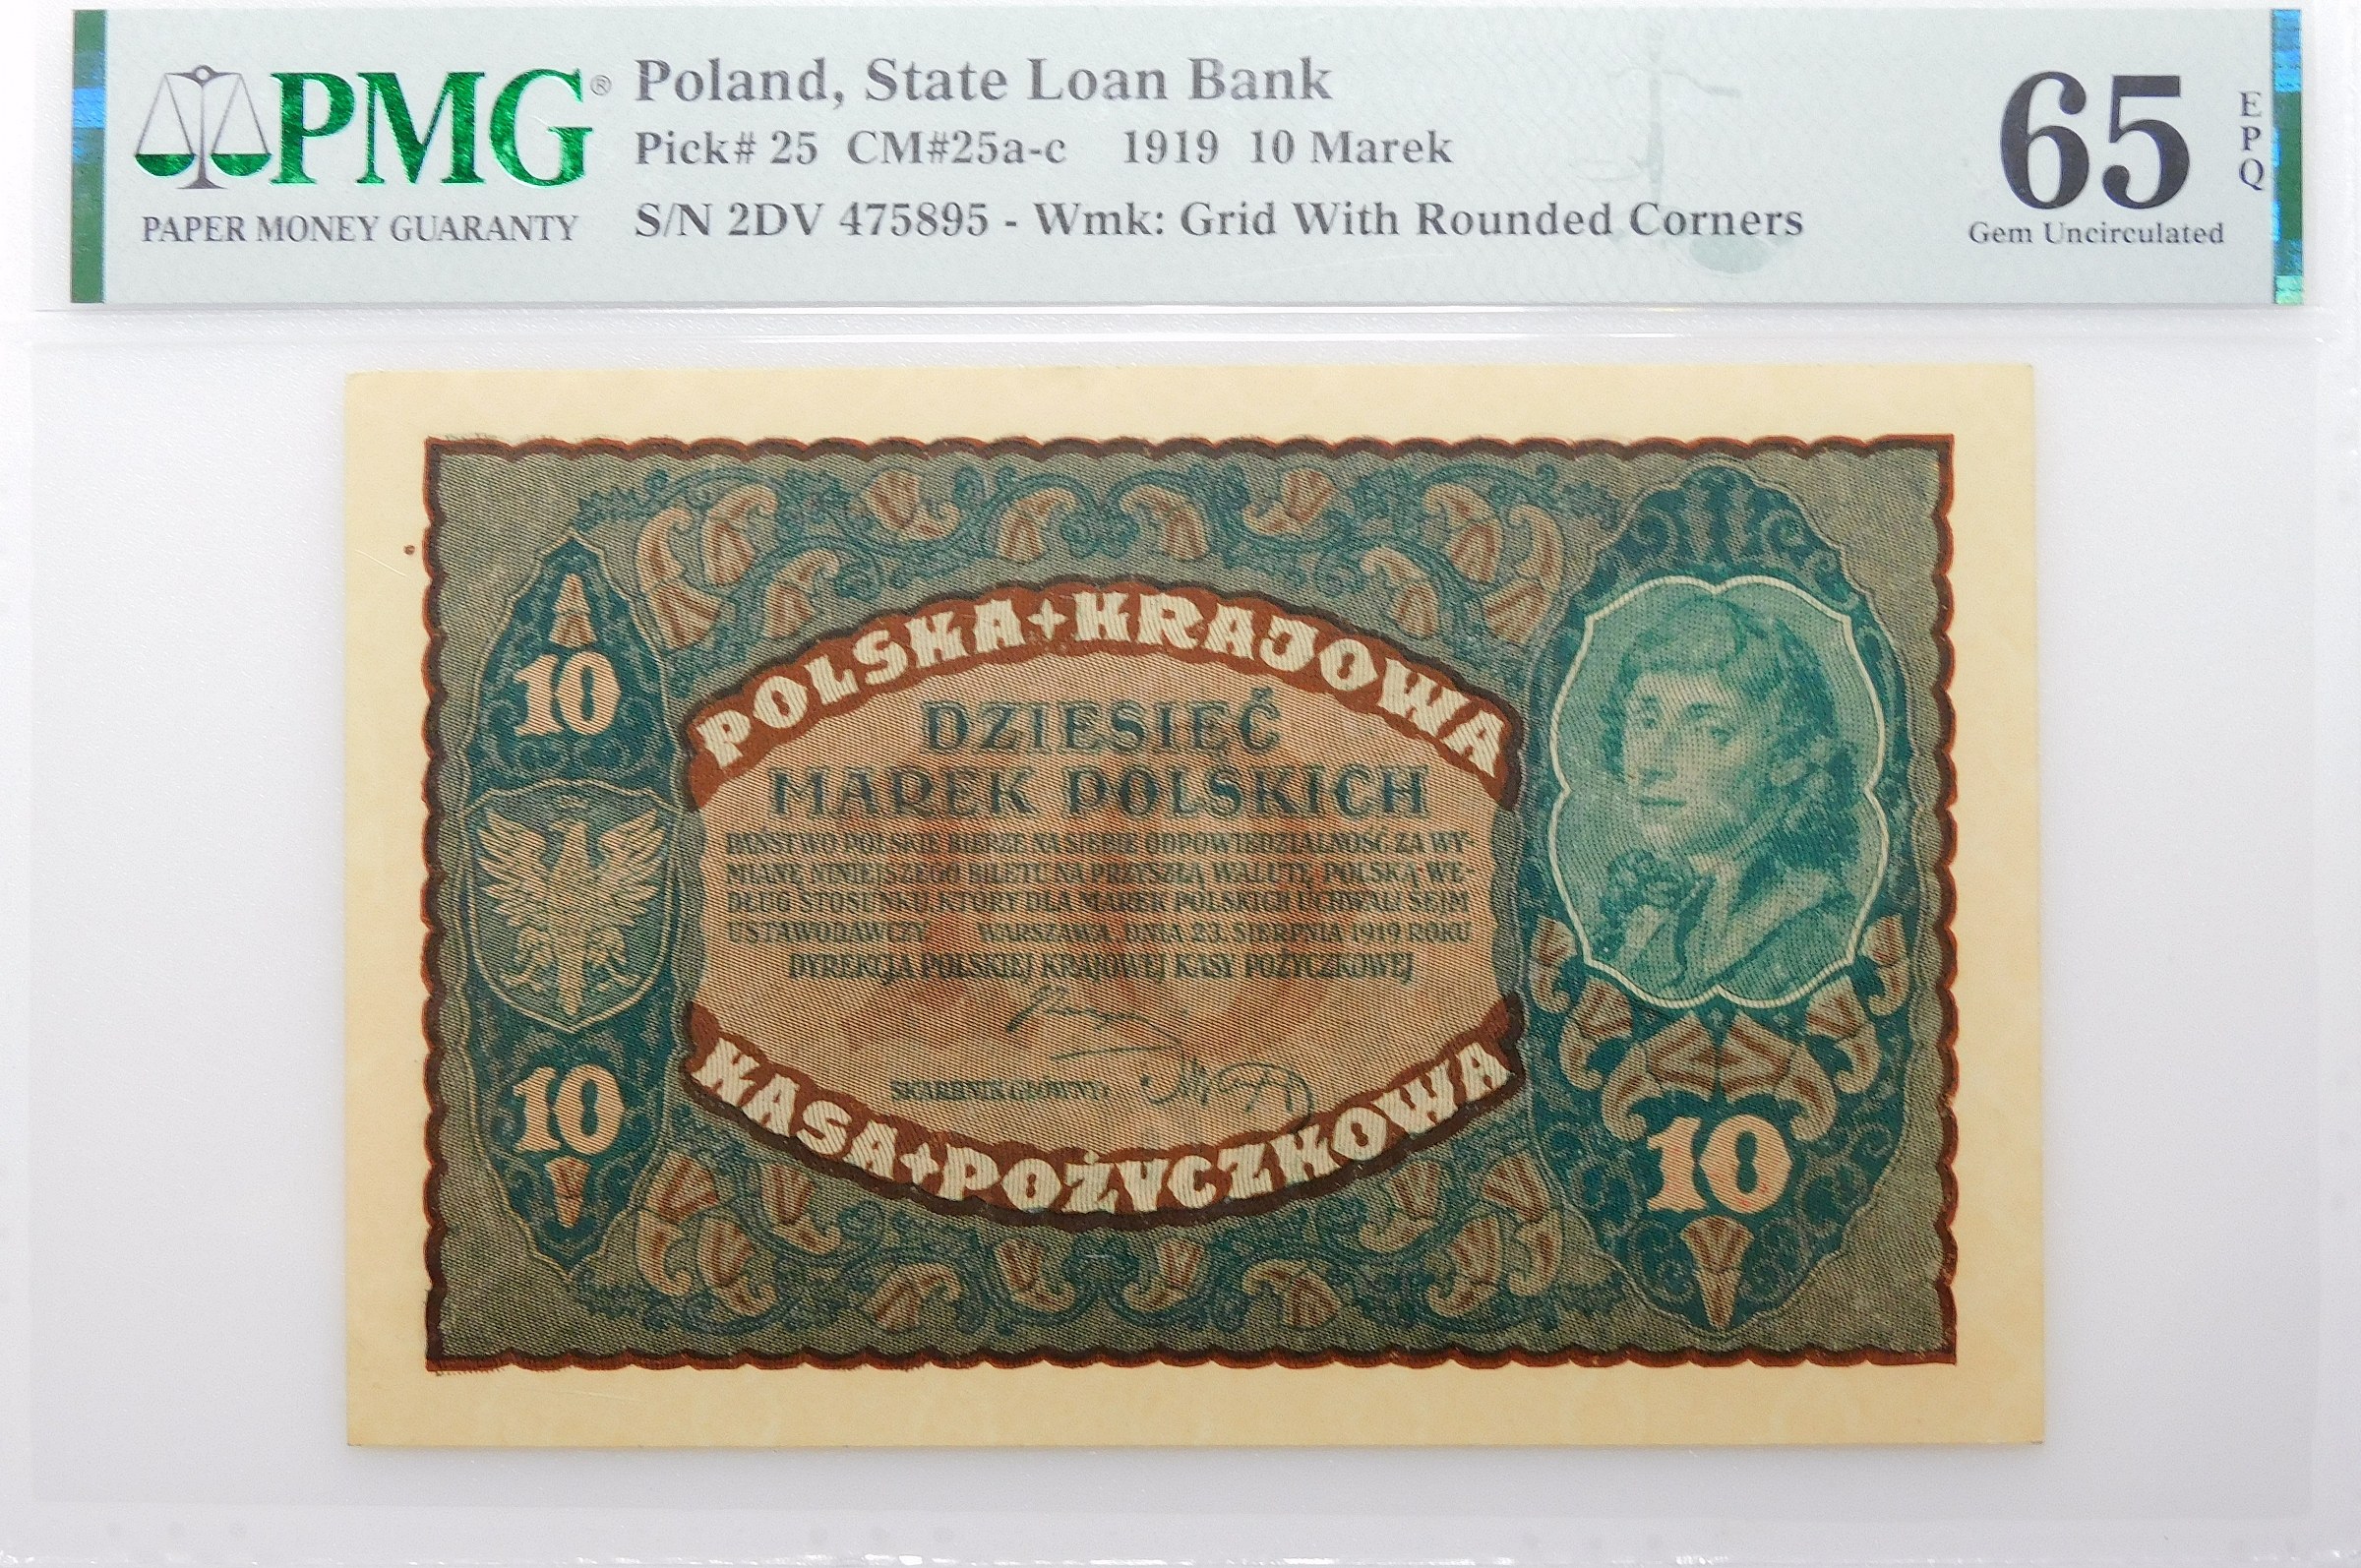 PMG®
PAPER MONEY GUARANTY
Poland, State Loan Bank
Pick# 25 CM#25a-c 1919 10 Marek
S/N 2DV 475895 - Wmk: Grid With Rounded Corners
65
EPQ
Gem Uncirculated
POLSKA+KRAJOWA
10
DZIESIĘĆ
MAREK POLSKICH
PAŃSTWO POLSKIE BIERZE NA SIEBIE ODPOWIEDZIALNOŚĆ ZA WY-
MIANĘ NINIEJSZEGO BILETU NA PRZYSZŁĄ WALUTĘ POLSKĄ WE-
DŁUG STOSUNKU, KTÓRY DLA MAREK POLSKICH UCHWALI SEJM
USTAWODAWCZY WARSZAWA, DNIA 23. SIERPNIA 1919 ROKU
DYREKCJA POLSKIEJ KRAJOWEJ KASY POŻYCZKOWEJ
SKARBNIK GŁÓWNY:
10
KASA+POŻYCZKOWA
10